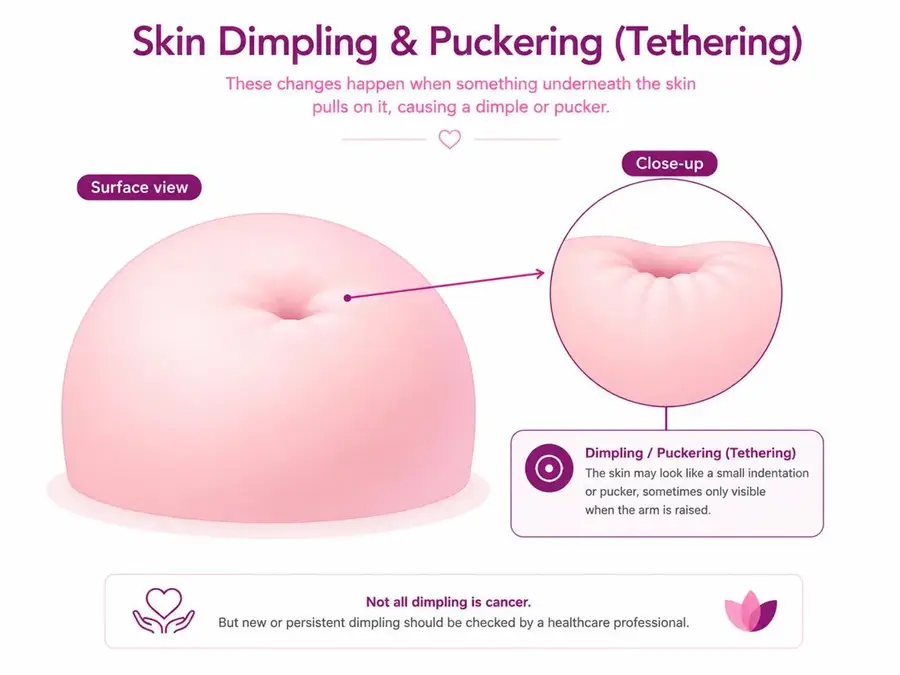 Skin Dimpling & Puckering (Tethering)
These changes happen when something underneath the skin
pulls on it, causing a dimple or pucker.
Surface view
Close-up
Dimpling / Puckering (Tethering)
The skin may look like a small indentation
or pucker, sometimes only visible
when the arm is raised.
Not all dimpling is cancer.
But new or persistent dimpling should be checked by a healthcare professional.